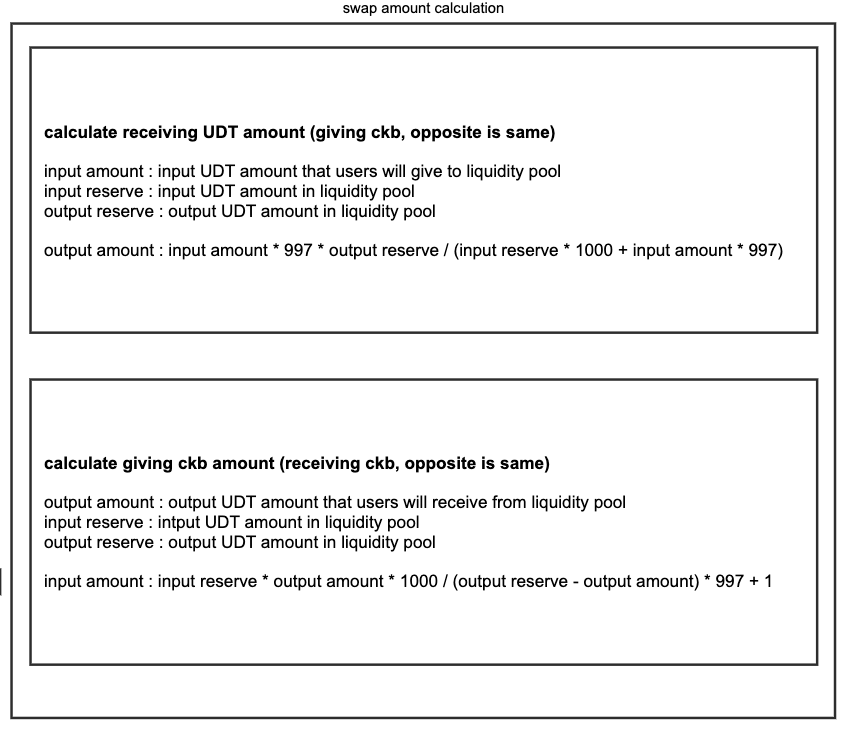 swap amount calculation
calculate receiving UDT amount (giving ckb, opposite is same)
input amount : input UDT amount that users will give to liquidity pool
input reserve : input UDT amount in liquidity pool
output reserve : output UDT amount in liquidity pool
output amount : input amount * 997 * output reserve / (input reserve * 1000 + input amount * 997)
calculate giving ckb amount (receiving ckb, opposite is same)
output amount : output UDT amount that users will receive from liquidity pool
input reserve : intput UDT amount in liquidity pool
output reserve : output UDT amount in liquidity pool
input amount : input reserve * output amount * 1000 / (output reserve - output amount) * 997 + 1